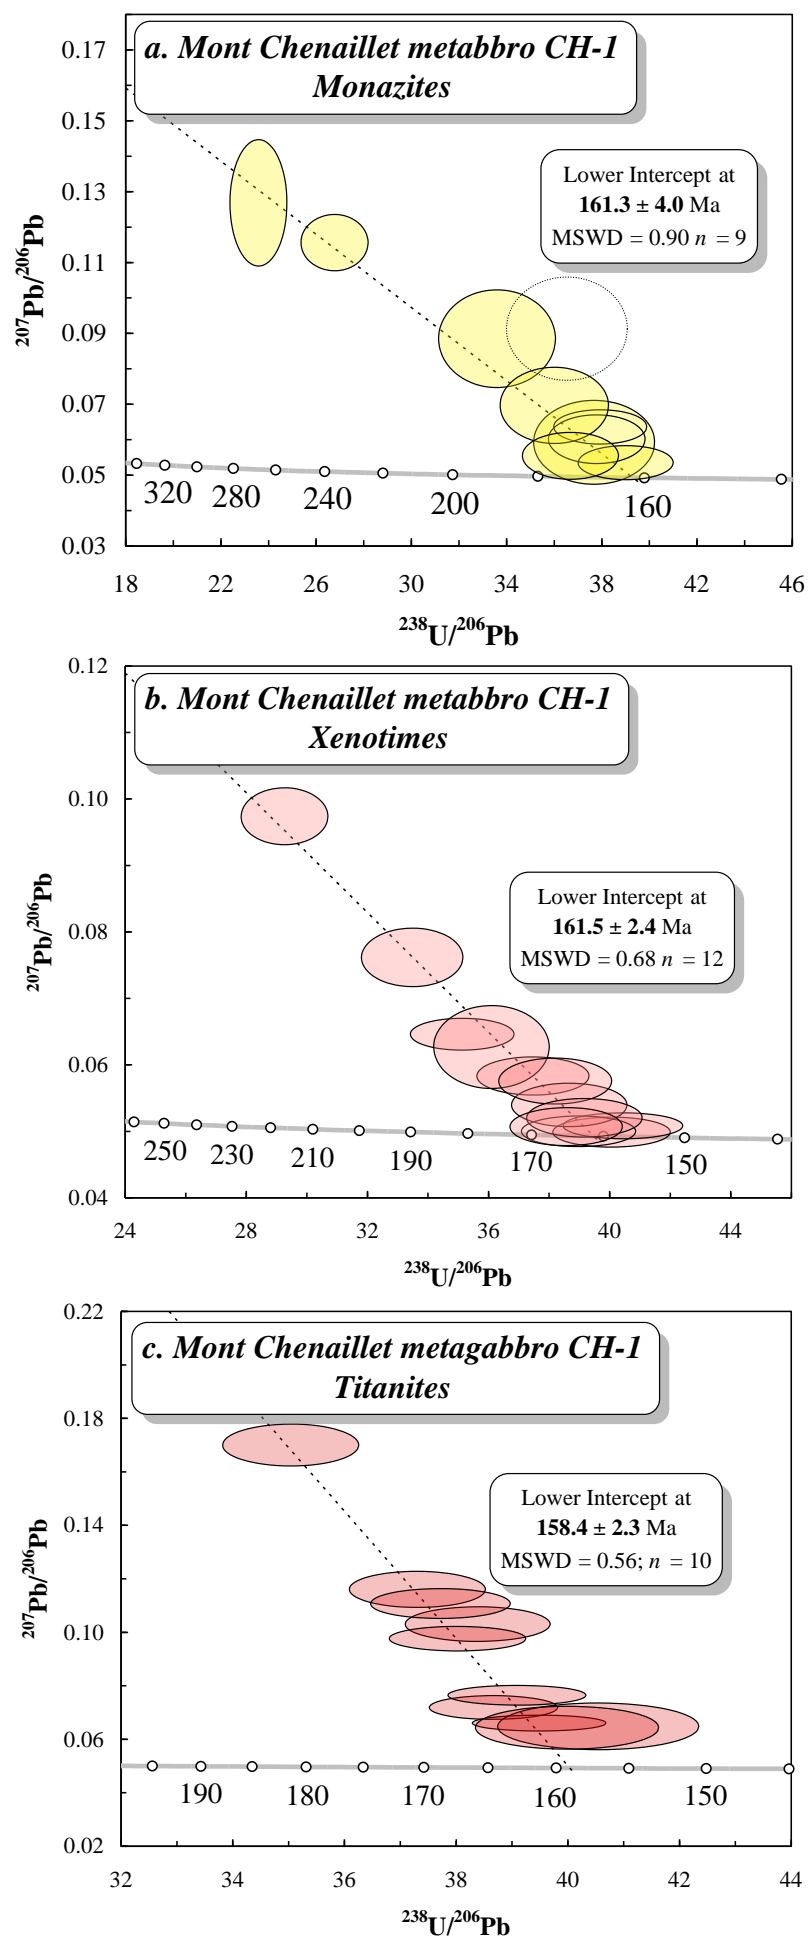 a. Mont Chenaillet metabbro CH-1
Monazites
Lower Intercept at
161.3 ± 4.0 Ma
MSWD = 0.90 n = 9
0.17
0.15
0.13
0.11
0.09
0.07
0.05
0.03
207Pb/206Pb
320 280 240 200 160
18 22 26 30 34 38 42 46
238U/206Pb
b. Mont Chenaillet metabbro CH-1
Xenotimes
Lower Intercept at
161.5 ± 2.4 Ma
MSWD = 0.68 n = 12
0.12
0.10
0.08
0.06
0.04
207Pb/206Pb
250 230 210 190 170 150
24 28 32 36 40 44
238U/206Pb
c. Mont Chenaillet metagabbro CH-1
Titanites
Lower Intercept at
158.4 ± 2.3 Ma
MSWD = 0.56; n = 10
0.22
0.18
0.14
0.10
0.06
0.02
207Pb/206Pb
190 180 170 160 150
32 34 36 38 40 42 44
238U/206Pb